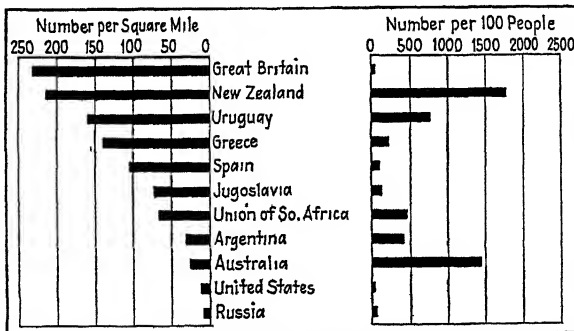 Number per Square Mile
250 200 150 100 50 0
Number per 100 People
0 500 1000 1500 2000 2500
Great Britain
New Zealand
Uruguay
Greece
Spain
Jugoslavia
Union of So. Africa
Argentina
Australia
United States
Russia